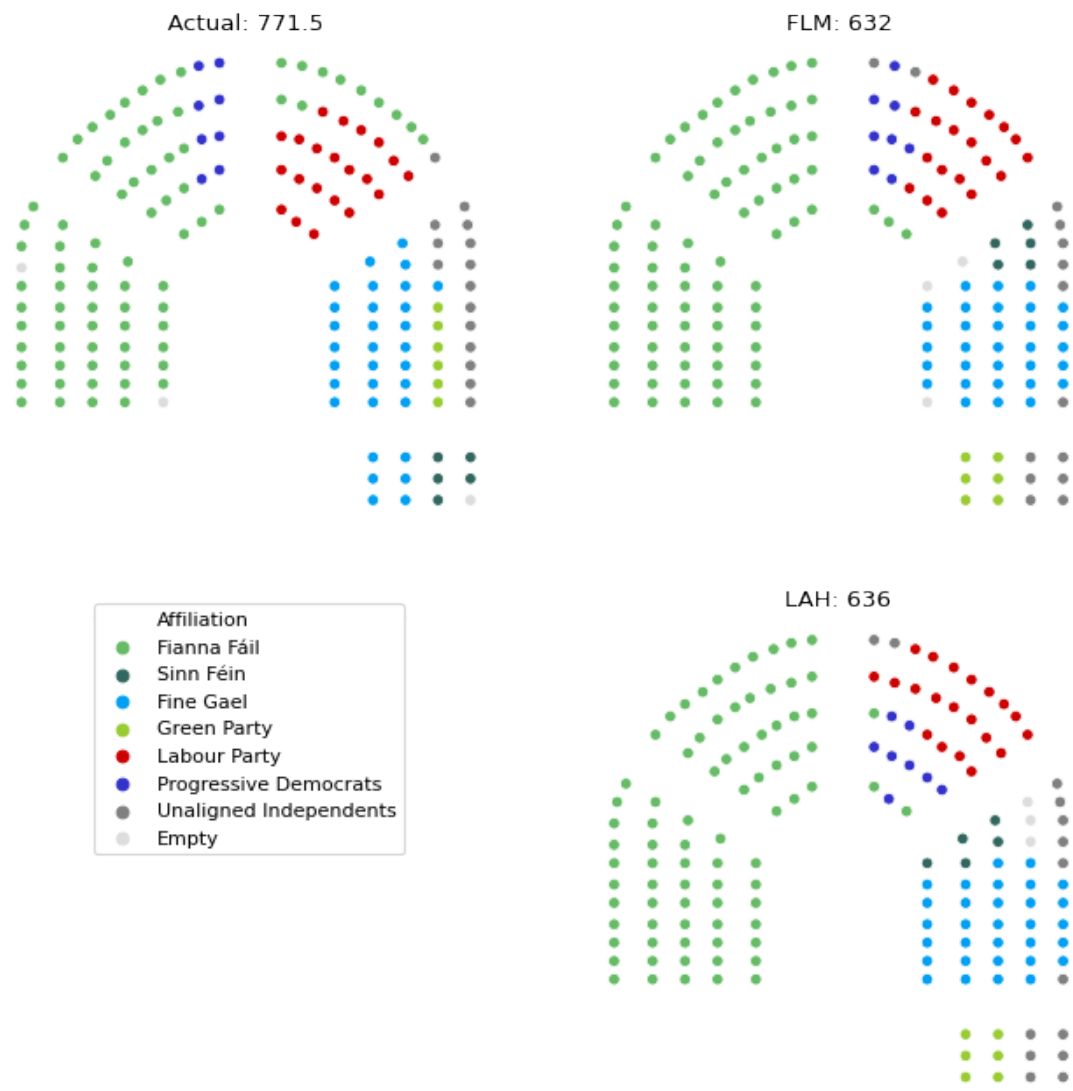 Actual: 771.5
FLM: 632
LAH: 636
Affiliation
Fianna Fáil
Sinn Féin
Fine Gael
Green Party
Labour Party
Progressive Democrats
Unaligned Independents
Empty